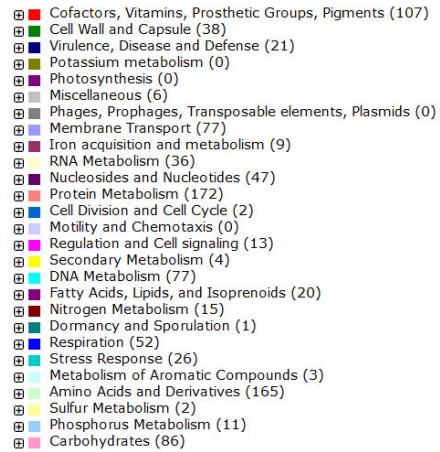 Cofactors, Vitamins, Prosthetic Groups, Pigments (107)
Cell Wall and Capsule (38)
Virulence, Disease and Defense (21)
Potassium metabolism (0)
Photosynthesis (0)
Miscellaneous (6)
Phages, Prophages, Transposable elements, Plasmids (0)
Membrane Transport (77)
Iron acquisition and metabolism (9)
RNA Metabolism (36)
Nucleosides and Nucleotides (47)
Protein Metabolism (172)
Cell Division and Cell Cycle (2)
Motility and Chemotaxis (0)
Regulation and Cell signaling (13)
Secondary Metabolism (4)
DNA Metabolism (77)
Fatty Acids, Lipids, and Isoprenoids (20)
Nitrogen Metabolism (15)
Dormancy and Sporulation (1)
Respiration (52)
Stress Response (26)
Metabolism of Aromatic Compounds (3)
Amino Acids and Derivatives (165)
Sulfur Metabolism (2)
Phosphorus Metabolism (11)
Carbohydrates (86)